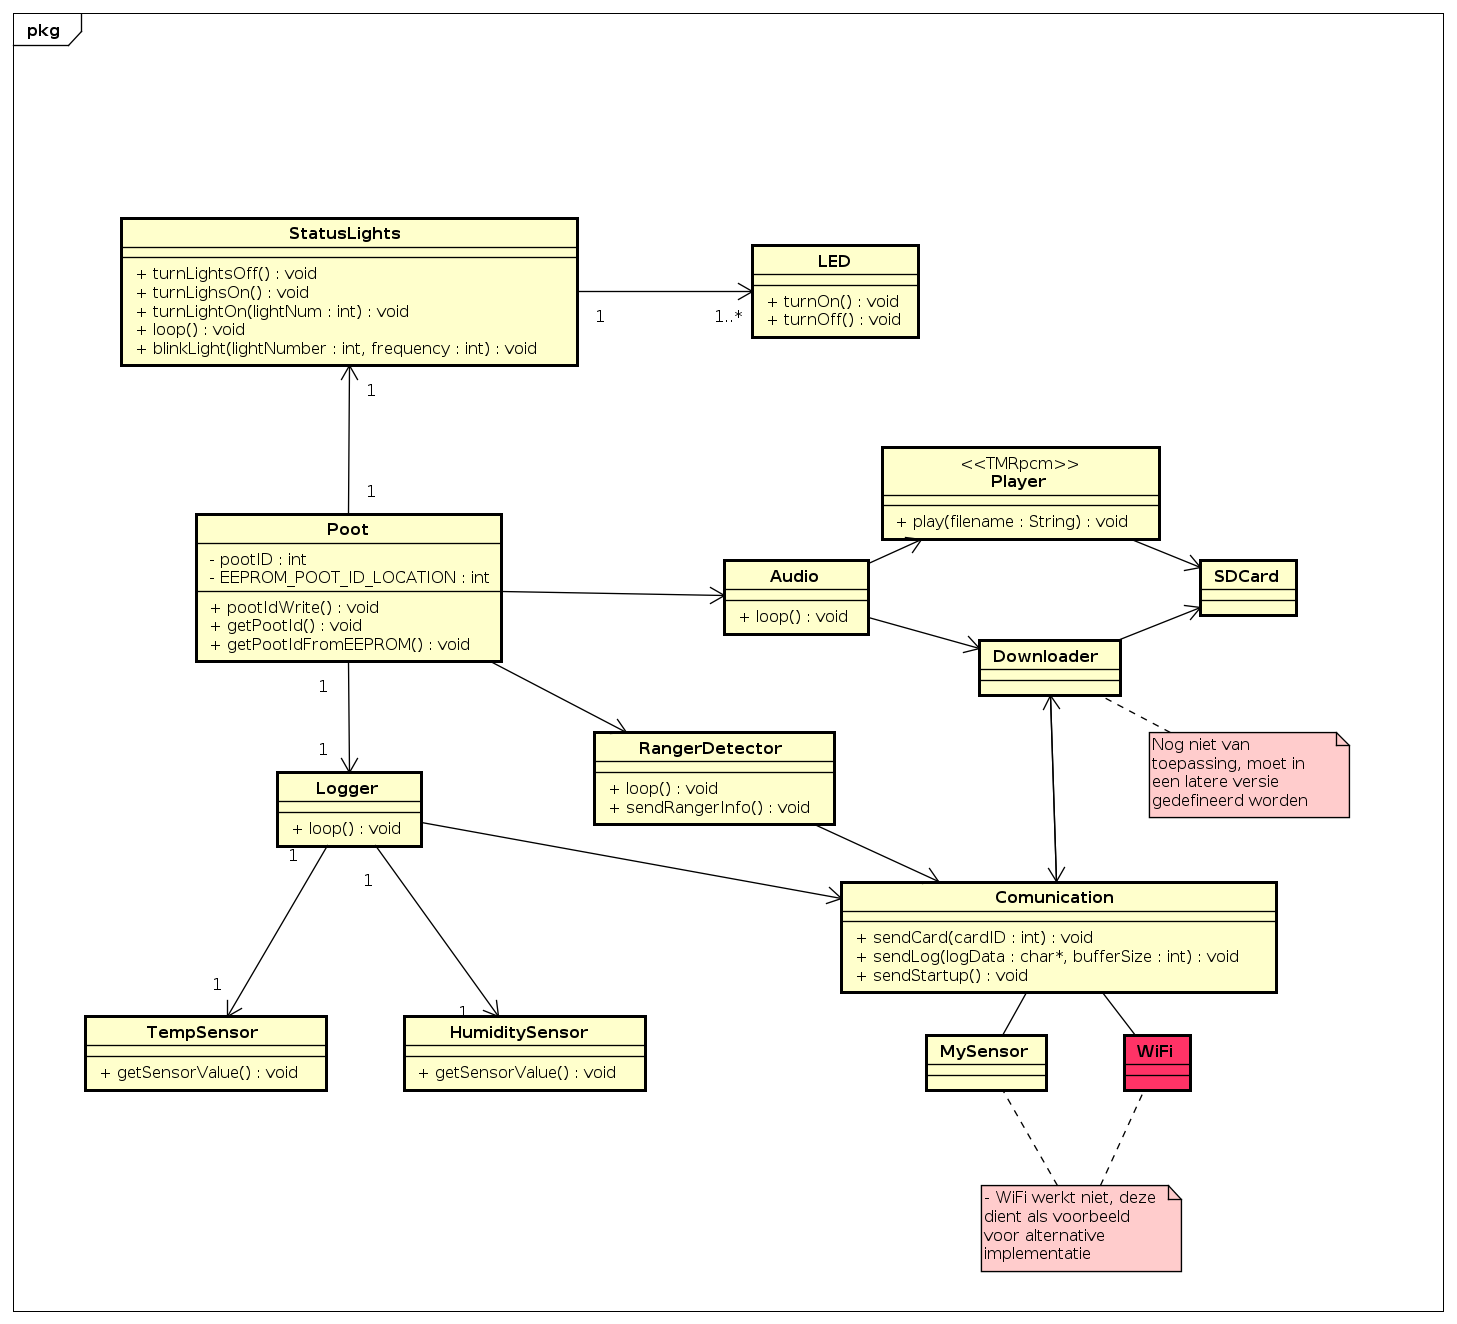 pkg
StatusLights
+ turnLightsOff() : void
+ turnLighsOn() : void
+ turnLightOn(lightNum : int) : void
+ loop() : void
+ blinkLight(lightNumber : int, frequency : int) : void
LED
+ turnOn() : void
+ turnOff() : void
1
1..*
1
1
<<TMRpcm>>
Player
+ play(filename : String) : void
Poot
- pootID : int
- EEPROM_POOT_ID_LOCATION : int
+ pootIdWrite() : void
+ getPootId() : void
+ getPootIdFromEEPROM() : void
Audio
+ loop() : void
SDCard
Downloader
1
1
RangerDetector
+ loop() : void
+ sendRangerInfo() : void
Nog niet van
toepassing, moet in
een latere versie
gedefineerd worden
Logger
+ loop() : void
1
1
Comunication
+ sendCard(cardID : int) : void
+ sendLog(logData : char*, bufferSize : int) : void
+ sendStartup() : void
1
1
TempSensor
+ getSensorValue() : void
HumiditySensor
+ getSensorValue() : void
MySensor
WiFi
- WiFi werkt niet, deze
dient als voorbeeld
voor alternative
implementatie